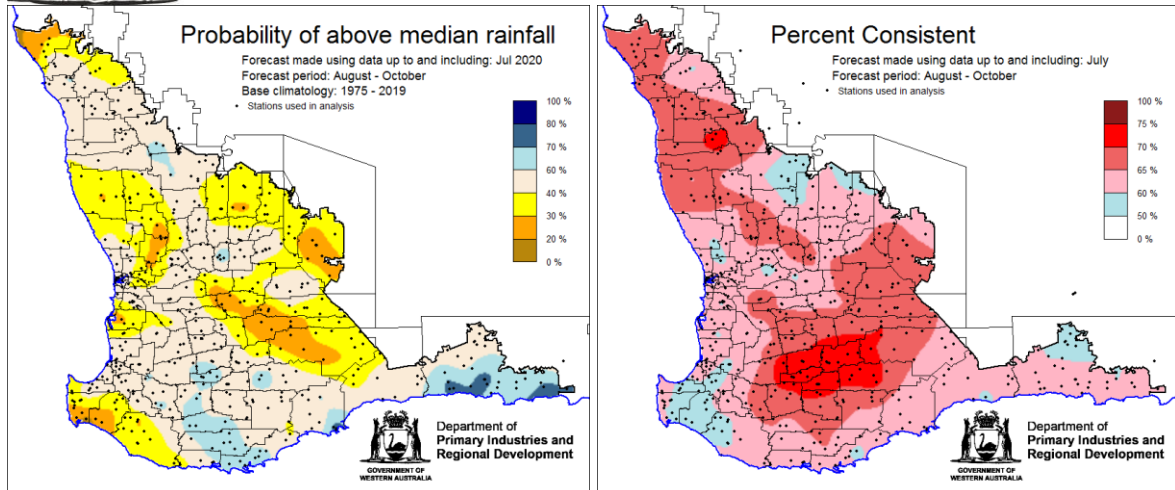 Probability of above median rainfall
Forecast made using data up to and including: Jul 2020
Forecast period: August - October
Base climatology: 1975 - 2019
Stations used in analysis
100 %
80 %
60 %
40 %
30 %
20 %
0 %
GOVERNMENT OF
WESTERN AUSTRALIA
Department of
Primary Industries and
Regional Development
Percent Consistent
Forecast made using data up to and including: July
Forecast period: August - October
Stations used in analysis
100 %
75 %
70 %
65 %
60 %
50 %
0 %
GOVERNMENT OF
WESTERN AUSTRALIA
Department of
Primary Industries and
Regional Development